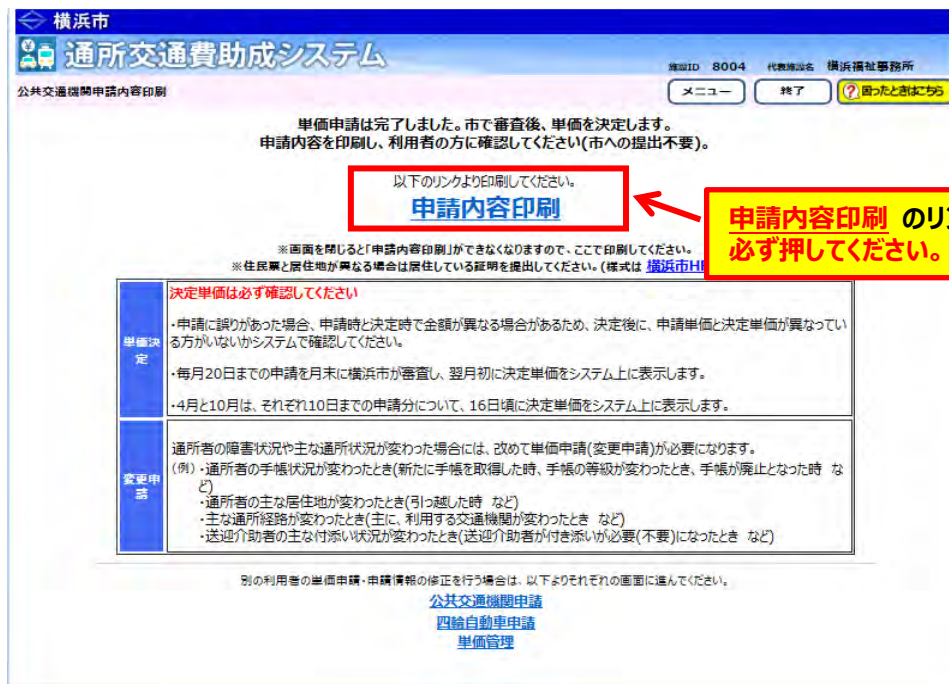 横浜市
通所交通費助成システム
施設ID 8004 代表施設名 横浜福祉事務所
公共交通機関申請内容印刷
メニュー 終了 ?困ったときはこちら
単価申請は完了しました。市で審査後、単価を決定します。
申請内容を印刷し、利用者の方に確認してください(市への提出不要)。
以下のリンクより印刷してください。
申請内容印刷
申請内容印刷 のリン
必ず押してください。
※画面を閉じると「申請内容印刷」ができなくなりますので、ここで印刷してください。
※住民票と居住地が異なる場合は居住している証明を提出してください。(様式は 横浜市HP
単価決
定
決定単価は必ず確認してください
・申請に誤りがあった場合、申請時と決定時で金額が異なる場合があるため、決定後に、申請単価と決定単価が異なってい
る方がいないかシステムで確認してください。
・毎月20日までの申請を月末に横浜市が審査し、翌月初に決定単価をシステム上に表示します。
・4月と10月は、それぞれ10日までの申請分について、16日頃に決定単価をシステム上に表示します。
変更申
請
通所者の障害状況や主な通所状況が変わった場合には、改めて単価申請(変更申請)が必要になります。
(例)・通所者の手帳状況が変わったとき(新たに手帳を取得した時、手帳の等級が変わったとき、手帳が廃止となった時 な
ど)
・通所者の主な居住地が変わったとき(引っ越した時 など)
・主な通所経路が変わったとき(主に、利用する交通機関が変わったとき など)
・送迎介助者の主な付添い状況が変わったとき(送迎介助者が付き添いが必要(不要)になったとき など)
別の利用者の単価申請・申請情報の修正を行う場合は、以下よりそれぞれの画面に進んでください。
公共交通機関申請
四輪自動車申請
単価管理